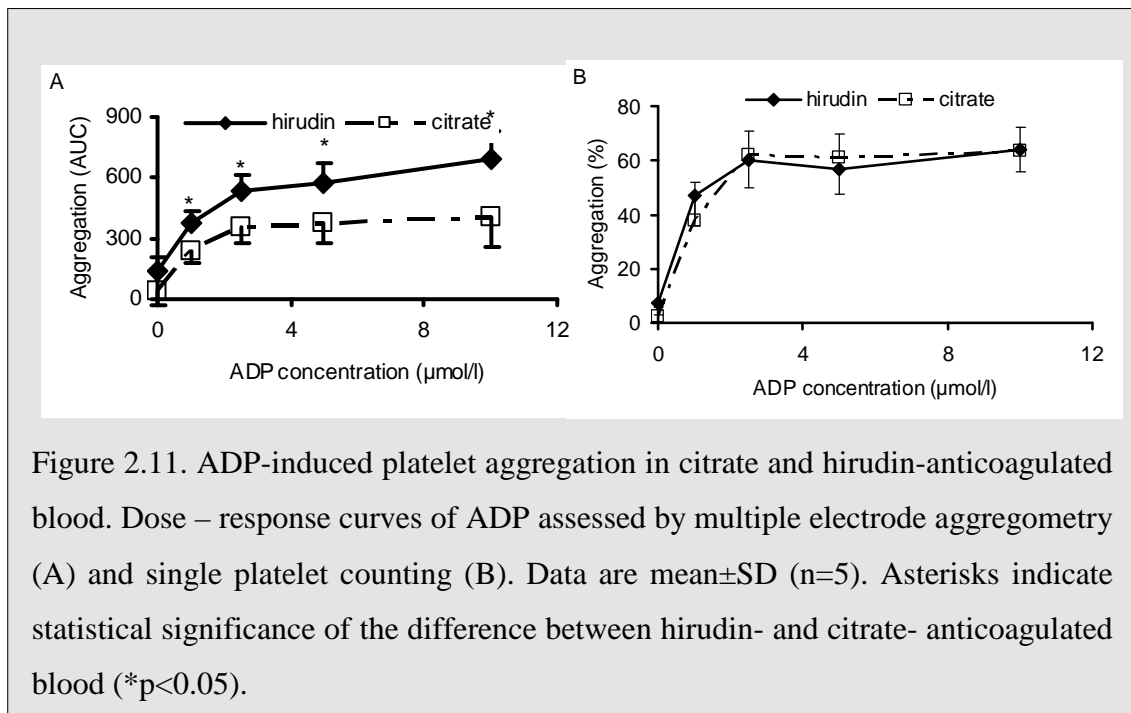 A
hirudin
citrate
900
600
300
0
Aggregation (AUC)
*
*
*
*
0
4
8
12
ADP concentration (µmol/l)
B
hirudin
citrate
80
60
40
20
0
Aggregation (%)
0
4
8
12
ADP concentration (µmol/l)
Figure 2.11. ADP-induced platelet aggregation in citrate and hirudin-anticoagulated
blood. Dose – response curves of ADP assessed by multiple electrode aggregometry
(A) and single platelet counting (B). Data are mean±SD (n=5). Asterisks indicate
statistical significance of the difference between hirudin- and citrate- anticoagulated
blood (*p<0.05).